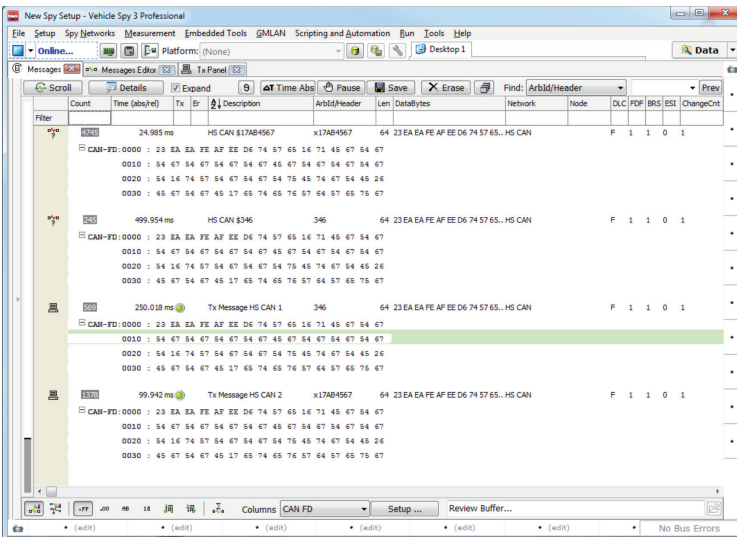 New Spy Setup - Vehicle Spy 3 Professional
File Setup Spy Networks Measurement Embedded Tools GMLAN Scripting and Automation Run Tools Help
Online... Platform: (None) Desktop 1 Data
Messages Messages Editor Tx Panel
Scroll Details Expand 9 ΔT Time Abs Pause Save Erase Find: ArbId/Header Prev
Count Time (abs/rel) Tx Er Description ArbId/Header Len DataBytes Network Node DLC FDF BRS ESI ChangeCnt
Filter
4745 24.985 ms HS CAN $17AB4567 x17AB4567 64 23 EA EA FE AF EE D6 74 57 65... HS CAN F 1 1 0 1
CAN-FD:0000 : 23 EA EA FE AF EE D6 74 57 65 16 71 45 67 54 67
0010 : 54 67 54 67 54 67 54 67 45 67 54 67 54 67 54 67
0020 : 54 16 74 57 54 67 54 67 54 75 45 74 67 54 45 26
0030 : 45 67 54 67 45 17 65 74 65 76 57 64 57 65 75 67
245 499.954 ms HS CAN $346 346 64 23 EA EA FE AF EE D6 74 57 65... HS CAN F 1 1 0 1
CAN-FD:0000 : 23 EA EA FE AF EE D6 74 57 65 16 71 45 67 54 67
0010 : 54 67 54 67 54 67 54 67 45 67 54 67 54 67 54 67
0020 : 54 16 74 57 54 67 54 67 54 75 45 74 67 54 45 26
0030 : 45 67 54 67 45 17 65 74 65 76 57 64 57 65 75 67
569 250.018 ms Tx Message HS CAN 1 346 64 23 EA EA FE AF EE D6 74 57 65... HS CAN F 1 1 0 1
CAN-FD:0000 : 23 EA EA FE AF EE D6 74 57 65 16 71 45 67 54 67
0010 : 54 67 54 67 54 67 54 67 45 67 54 67 54 67 54 67
0020 : 54 16 74 57 54 67 54 67 54 75 45 74 67 54 45 26
0030 : 45 67 54 67 45 17 65 74 65 76 57 64 57 65 75 67
1378 99.942 ms Tx Message HS CAN 2 x17AB4567 64 23 EA EA FE AF EE D6 74 57 65... HS CAN F 1 1 0 1
CAN-FD:0000 : 23 EA EA FE AF EE D6 74 57 65 16 71 45 67 54 67
0010 : 54 67 54 67 54 67 54 67 45 67 54 67 54 67 54 67
0020 : 54 16 74 57 54 67 54 67 54 75 45 74 67 54 45 26
0030 : 45 67 54 67 45 17 65 74 65 76 57 64 57 65 75 67
Columns CAN FD Setup ... Review Buffer...
(edit) (edit) (edit) (edit) (edit) (edit) No Bus Errors